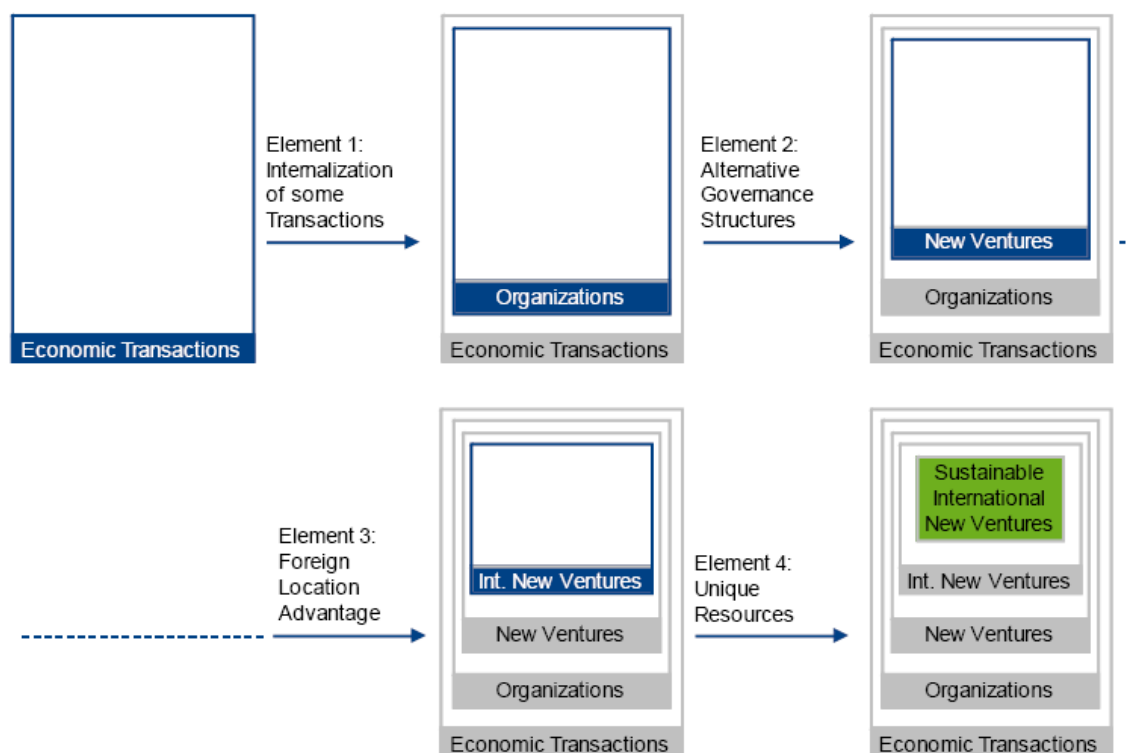 Economic Transactions
Element 1:
Internalization
of some
Transactions
Organizations
Economic Transactions
Element 2:
Alternative
Governance
Structures
New Ventures
Organizations
Economic Transactions
Element 3:
Foreign
Location
Advantage
Int. New Ventures
New Ventures
Organizations
Economic Transactions
Element 4:
Unique
Resources
Sustainable
International
New Ventures
Int. New Ventures
New Ventures
Organizations
Economic Transactions